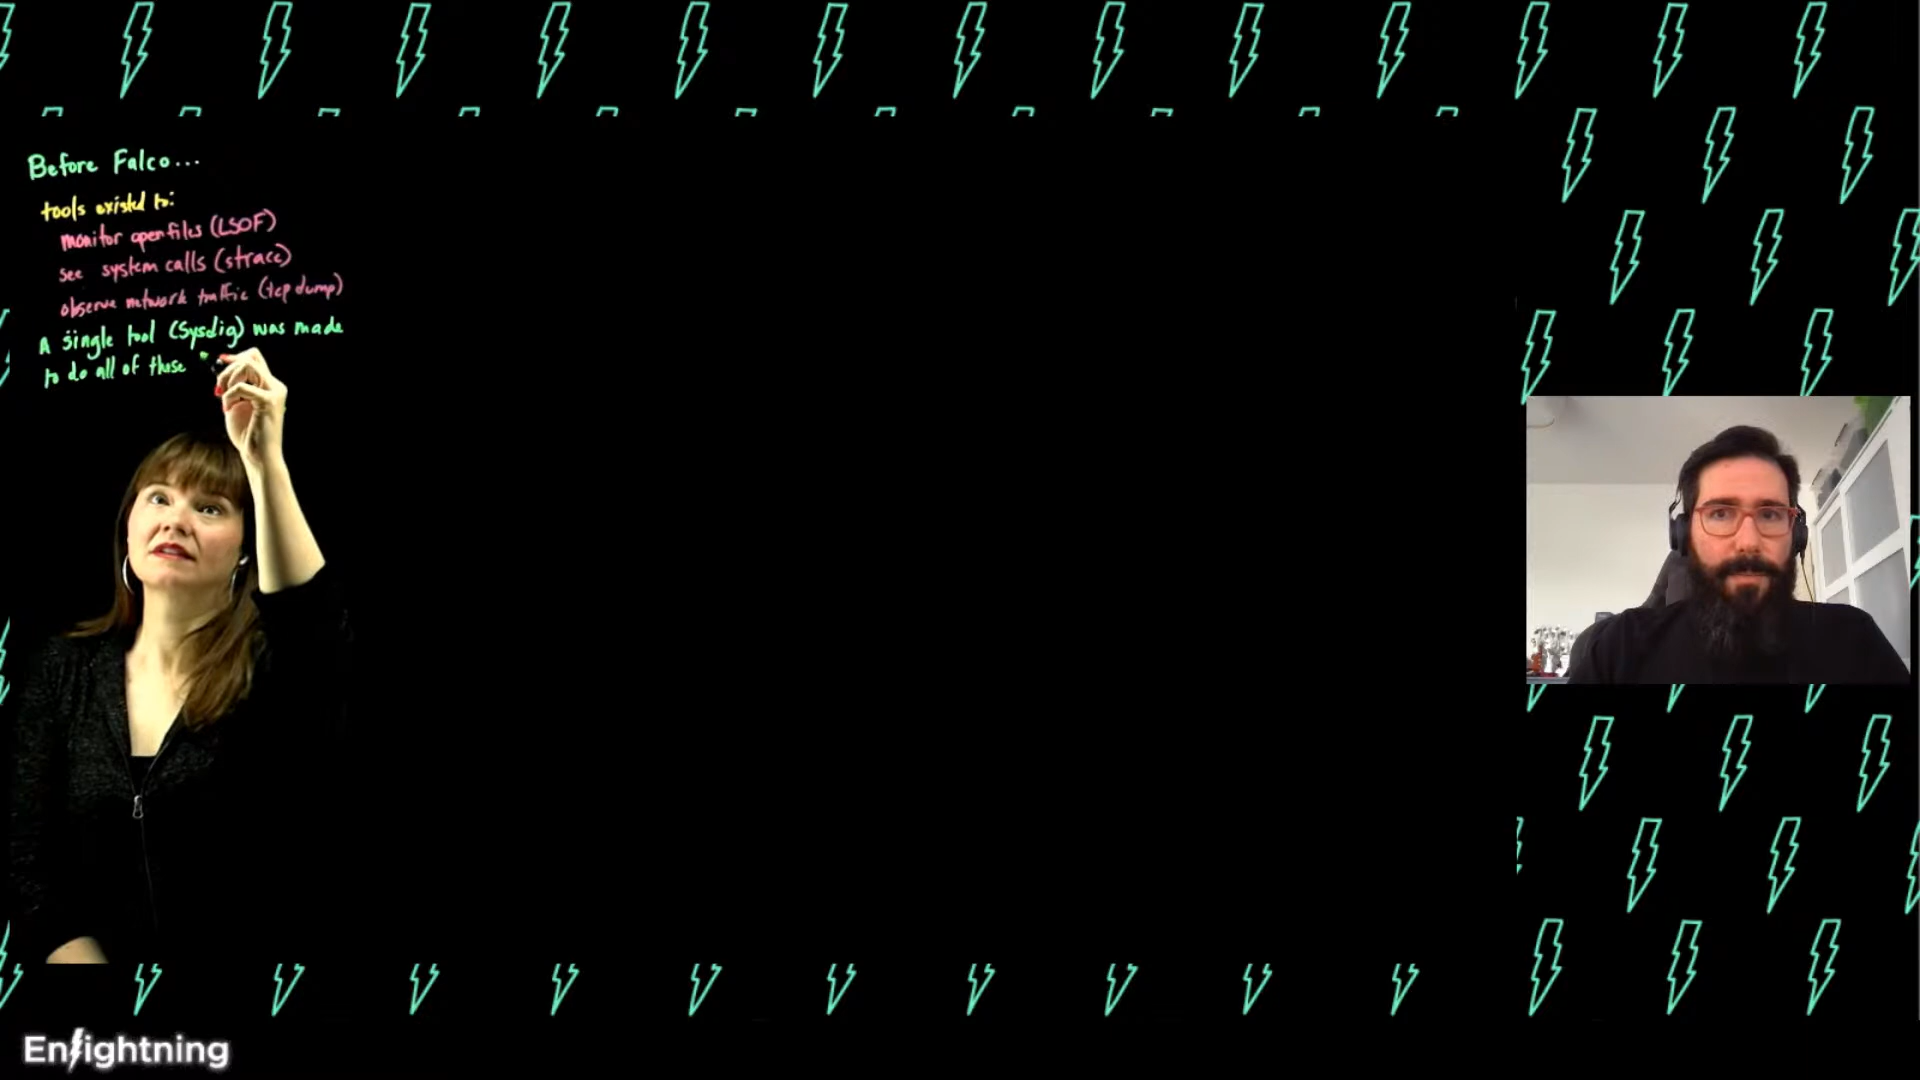 Before Falco...
tools existed to:
monitor open files (LSOF)
see system calls (strace)
observe network traffic (tcp dump)
A single tool (Sysdig) was made
to do all of these
Enlightning